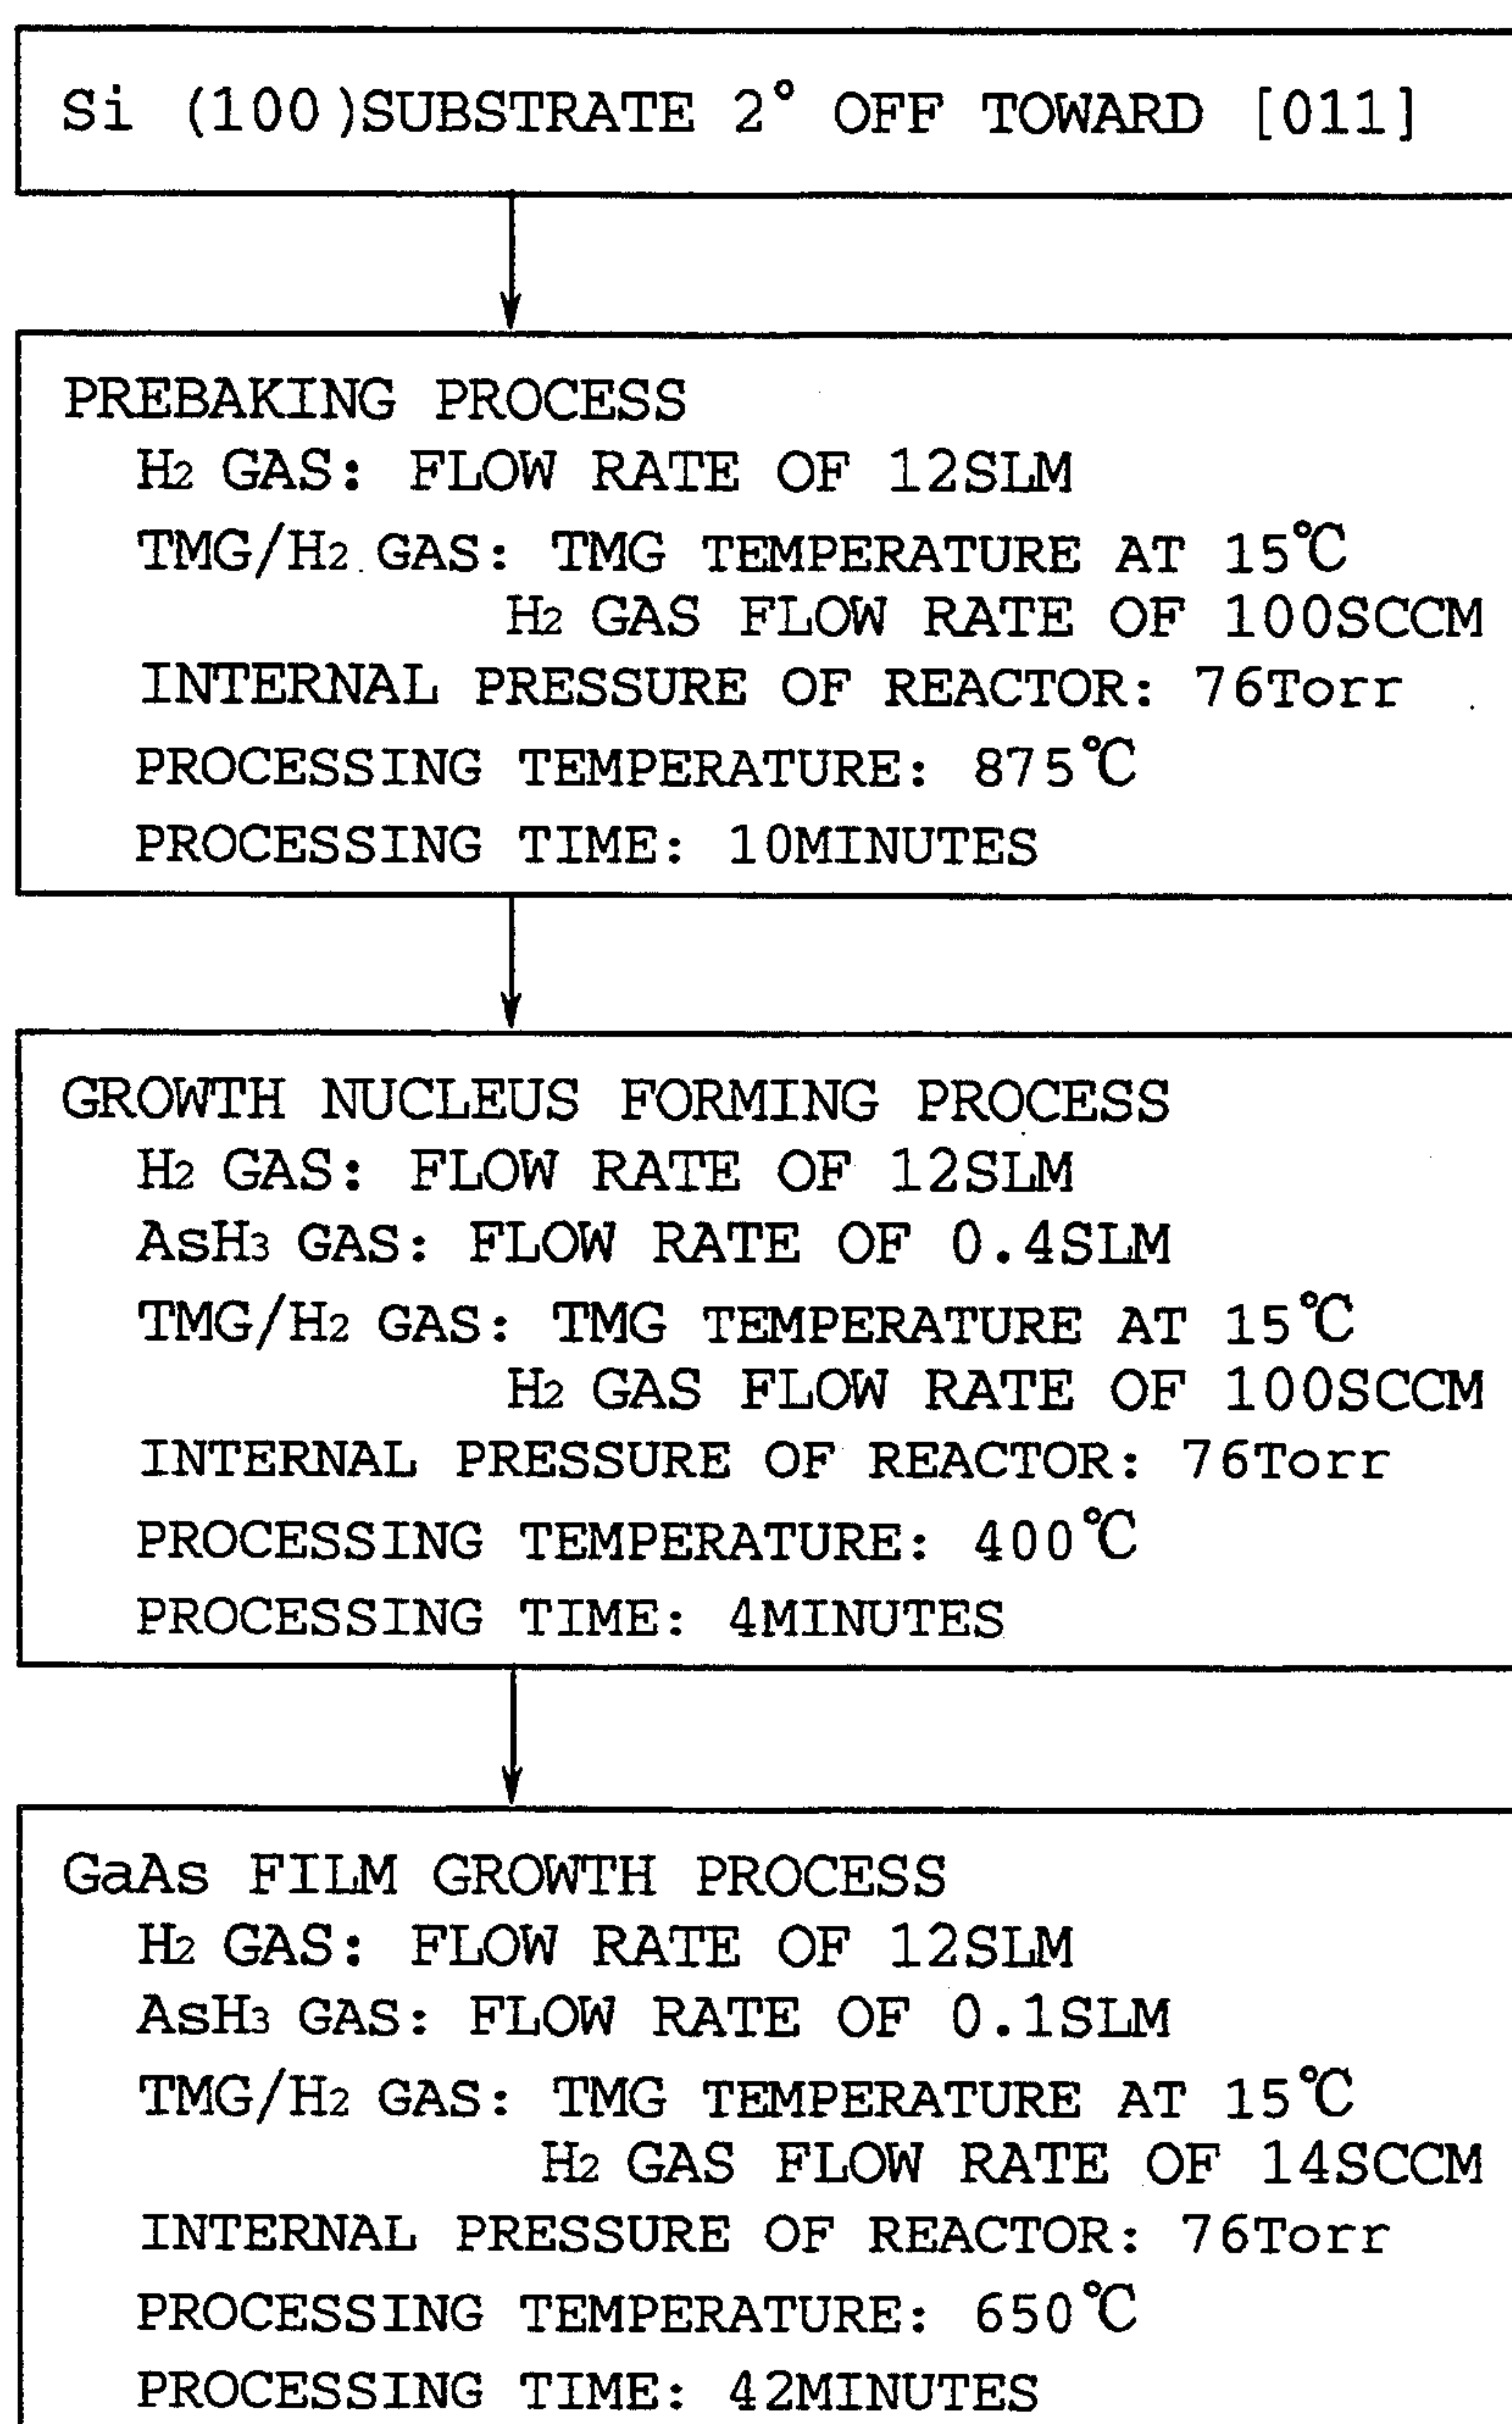 Si (100)SUBSTRATE 2° OFF TOWARD [011]
PREBAKING PROCESS
H2 GAS: FLOW RATE OF 12SLM
TMG/H2 GAS: TMG TEMPERATURE AT 15℃
H2 GAS FLOW RATE OF 100SCCM
INTERNAL PRESSURE OF REACTOR: 76Torr
PROCESSING TEMPERATURE: 875℃
PROCESSING TIME: 10MINUTES
GROWTH NUCLEUS FORMING PROCESS
H2 GAS: FLOW RATE OF 12SLM
AsH3 GAS: FLOW RATE OF 0.4SLM
TMG/H2 GAS: TMG TEMPERATURE AT 15℃
H2 GAS FLOW RATE OF 100SCCM
INTERNAL PRESSURE OF REACTOR: 76Torr
PROCESSING TEMPERATURE: 400℃
PROCESSING TIME: 4MINUTES
GaAs FILM GROWTH PROCESS
H2 GAS: FLOW RATE OF 12SLM
AsH3 GAS: FLOW RATE OF 0.1SLM
TMG/H2 GAS: TMG TEMPERATURE AT 15℃
H2 GAS FLOW RATE OF 14SCCM
INTERNAL PRESSURE OF REACTOR: 76Torr
PROCESSING TEMPERATURE: 650℃
PROCESSING TIME: 42MINUTES